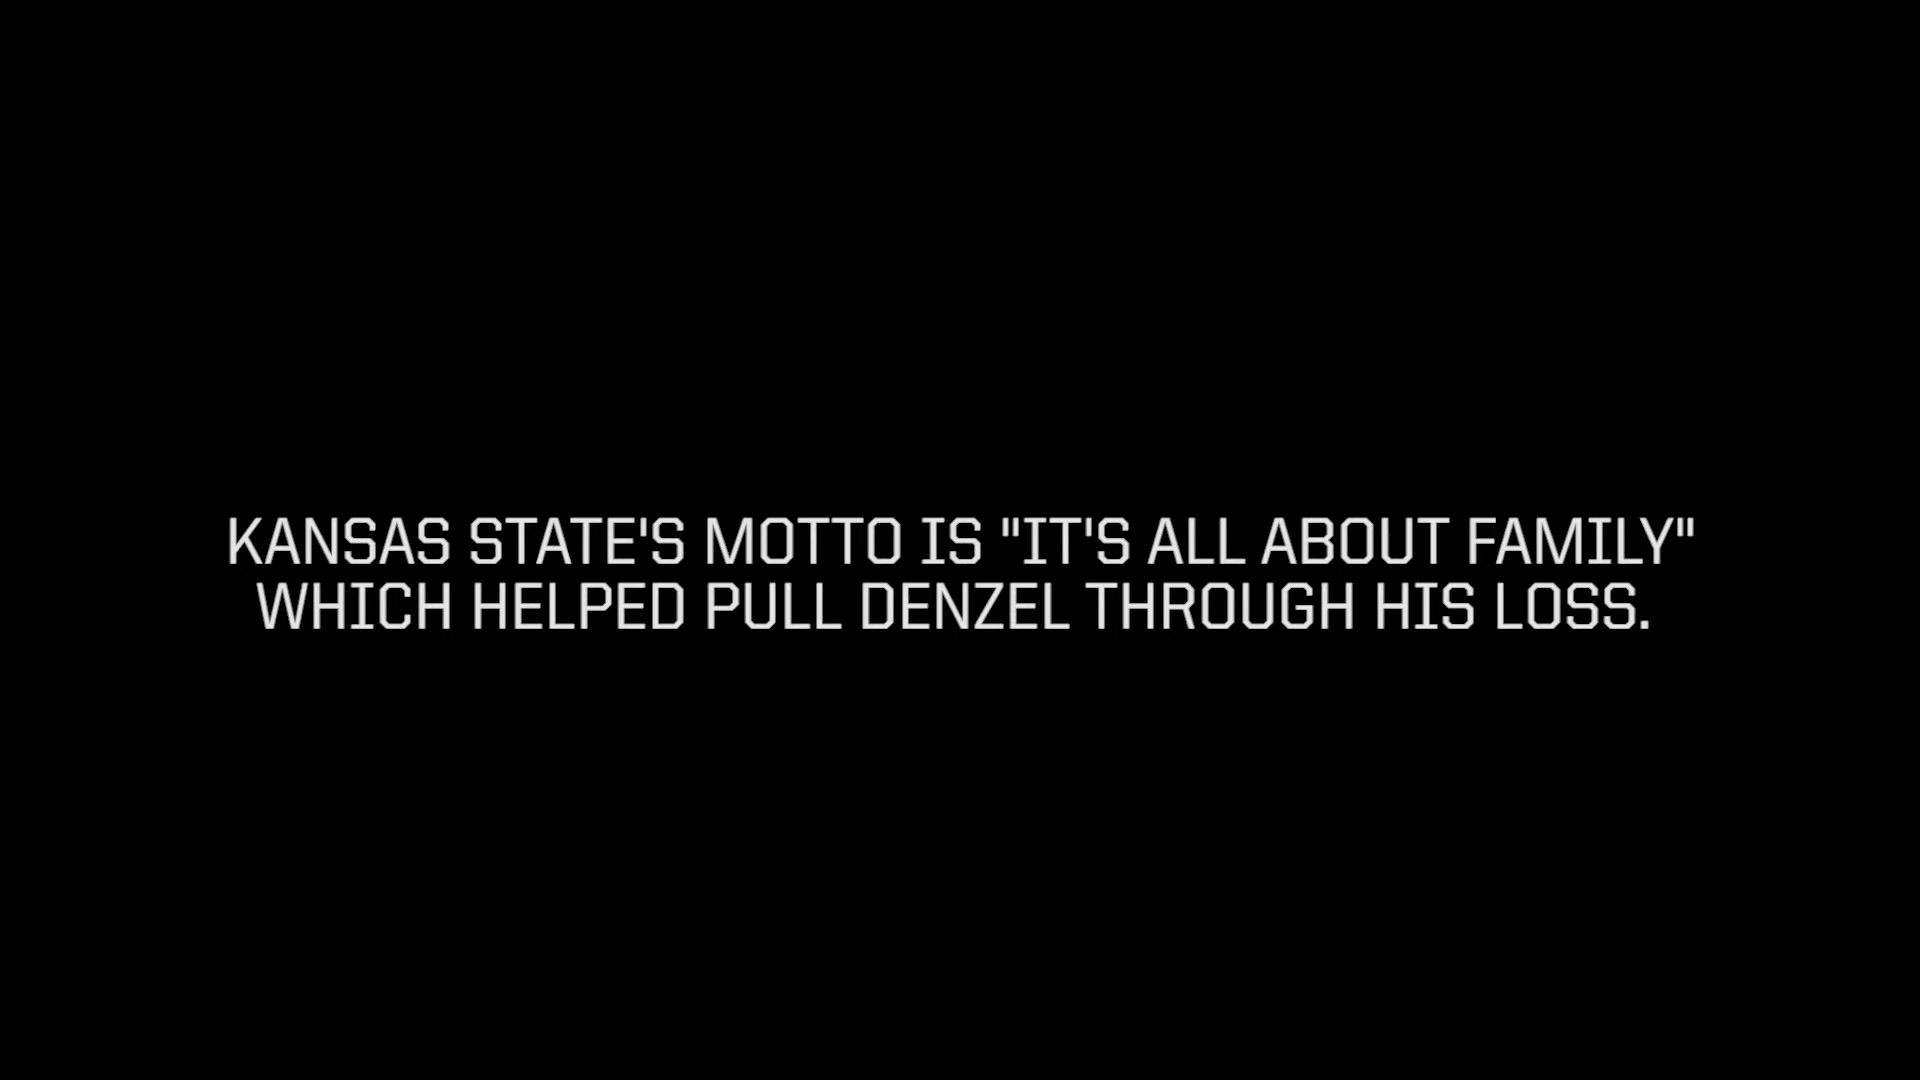 KANSAS STATE'S MOTTO IS "IT'S ALL ABOUT FAMILY"
WHICH HELPED PULL DENZEL THROUGH HIS LOSS.